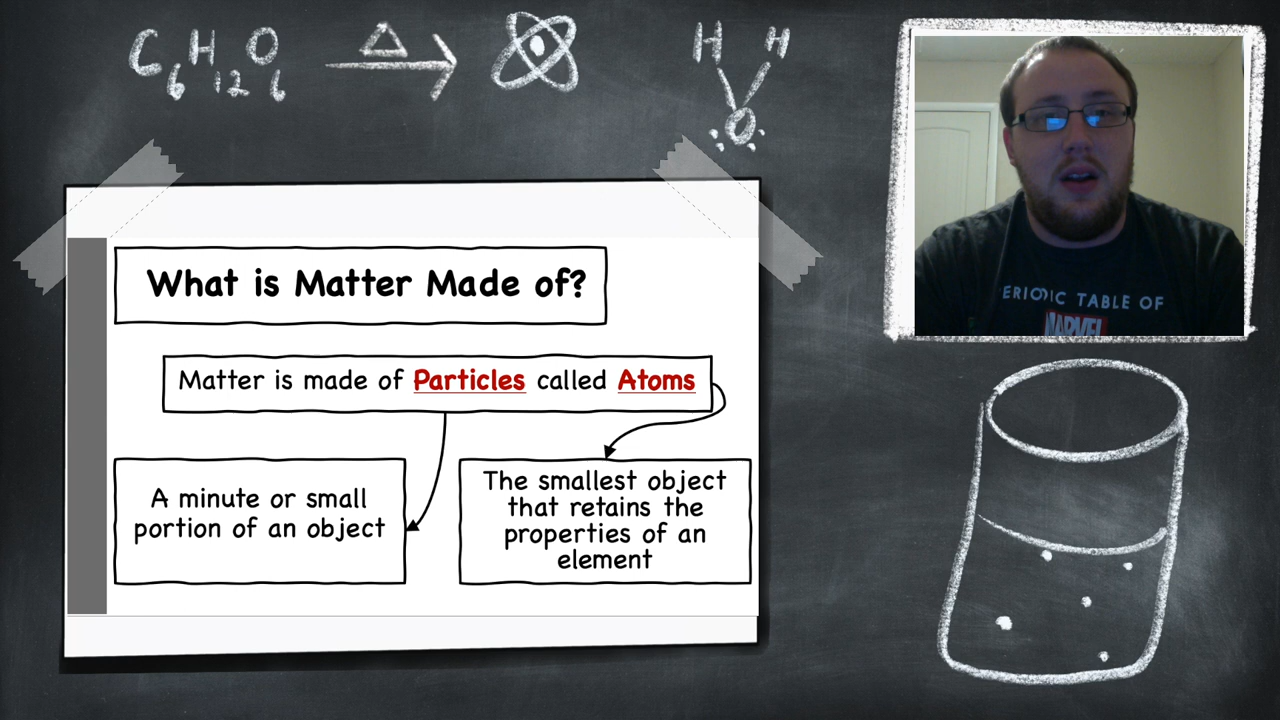 C6H12O6 △ → H H
O
What is Matter Made of?
Matter is made of Particles called Atoms
A minute or small
portion of an object
The smallest object
that retains the
properties of an
element
ERIODIC TABLE OF
MARVEL